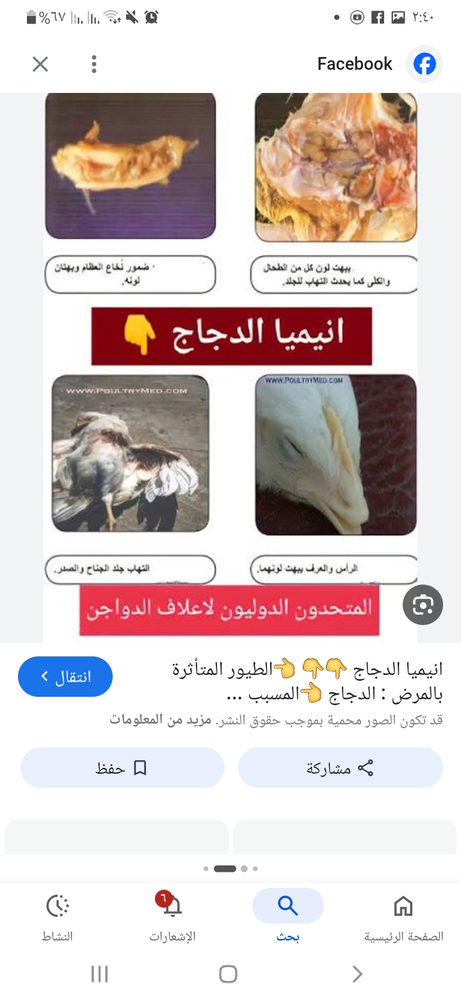 ٢:٤٠
%٦٧
Facebook
يبهت لون كل من الطحال
والكلى كما يحدث التهاب للجلد.
ضمور نُخاع العظام وبهتان
لونه.
انيميا الدجاج 👇
WWW.POULTRYMED.COM
WWW.POULTRYMED.COM
الرأس والعرف يبهت لونهما.
التهاب جلد الجناح والصدر.
المتحدون الدوليون لاعلاف الدواجن
انيميا الدجاج 👇👇 👈الطيور المتأثرة
بالمرض : الدجاج 👈المسبب ...
انتقال
قد تكون الصور محمية بموجب حقوق النشر. مزيد من المعلومات
مشاركة
حفظ
الصفحة الرئيسية
بحث
٦
الإشعارات
النشاط